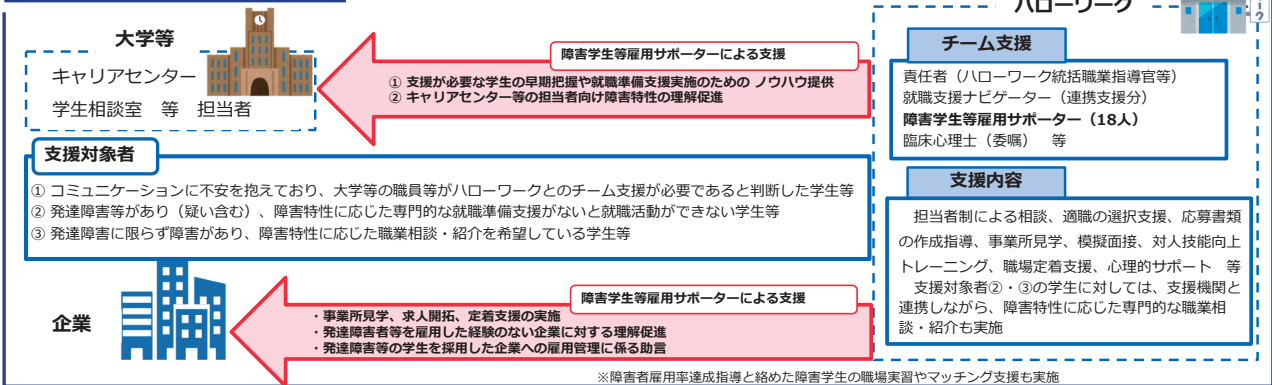 ハローワーク
大学等
キャリアセンター
学生相談室　等　担当者
障害学生等雇用サポーターによる支援
① 支援が必要な学生の早期把握や就職準備支援実施のための ノウハウ提供
② キャリアセンター等の担当者向け障害特性の理解促進
チーム支援
責任者（ハローワーク統括職業指導官等）
就職支援ナビゲーター（連携支援分）
障害学生等雇用サポーター（18人）
臨床心理士（委嘱）　等
支援対象者
① コミュニケーションに不安を抱えており、大学等の職員等がハローワークとのチーム支援が必要であると判断した学生等
② 発達障害等があり（疑い含む）、障害特性に応じた専門的な就職準備支援がないと就職活動ができない学生等
③ 発達障害に限らず障害があり、障害特性に応じた職業相談・紹介を希望している学生等
支援内容
担当者制による相談、適職の選択支援、応募書類
の作成指導、事業所見学、模擬面接、対人技能向上
トレーニング、職場定着支援、心理的サポート　等
支援対象者②・③の学生に対しては、支援機関と
連携しながら、障害特性に応じた専門的な職業相
談・紹介も実施
企業
障害学生等雇用サポーターによる支援
・事業所見学、求人開拓、定着支援の実施
・発達障害者等を雇用した経験のない企業に対する理解促進
・発達障害等の学生を採用した企業への雇用管理に係る助言
※障害者雇用率達成指導と絡めた障害学生の職場実習やマッチング支援も実施